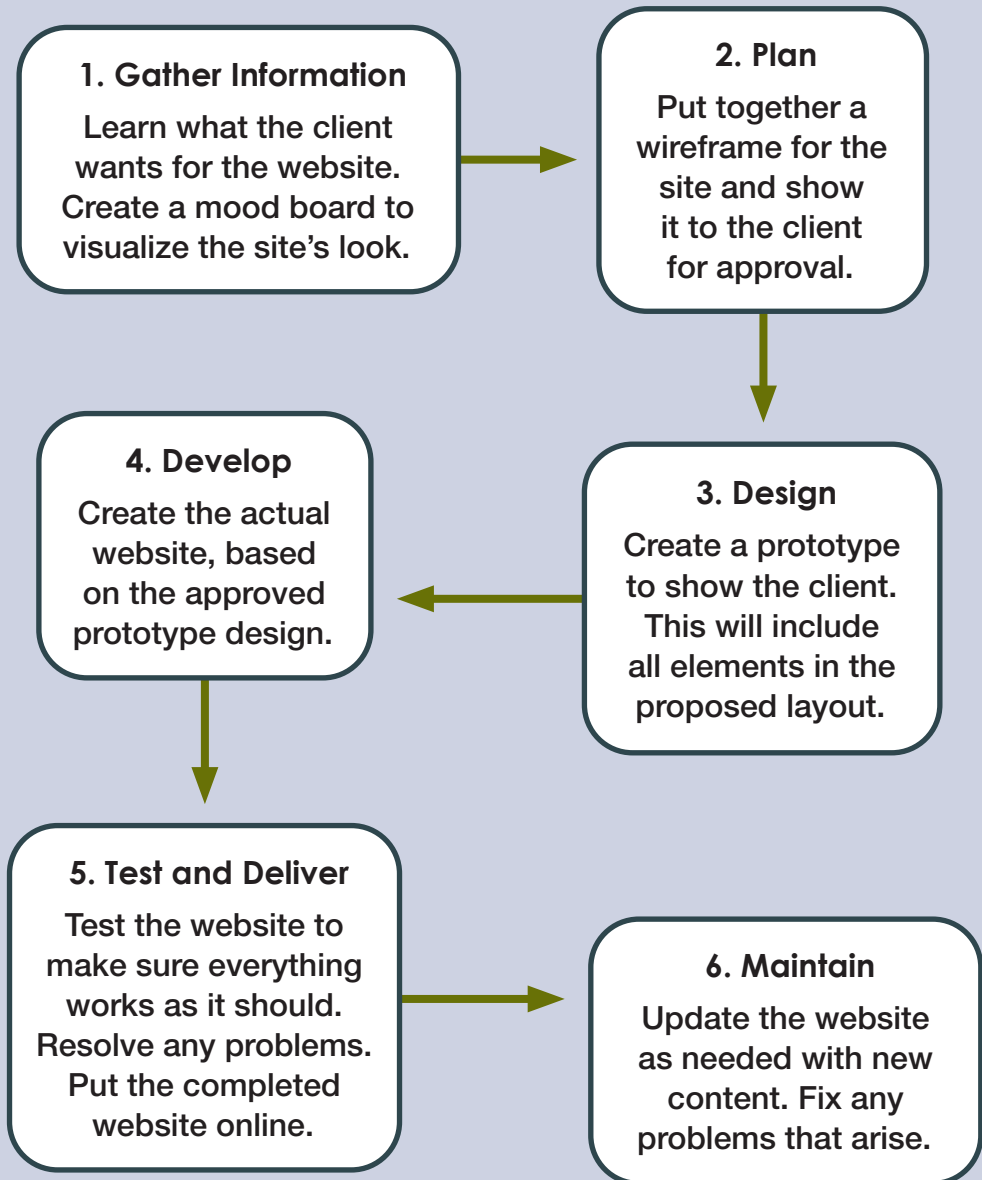 1. Gather Information
Learn what the client
wants for the website.
Create a mood board to
visualize the site’s look.
2. Plan
Put together a
wireframe for the
site and show
it to the client
for approval.
3. Design
Create a prototype
to show the client.
This will include
all elements in the
proposed layout.
4. Develop
Create the actual
website, based
on the approved
prototype design.
5. Test and Deliver
Test the website to
make sure everything
works as it should.
Resolve any problems.
Put the completed
website online.
6. Maintain
Update the website
as needed with new
content. Fix any
problems that arise.